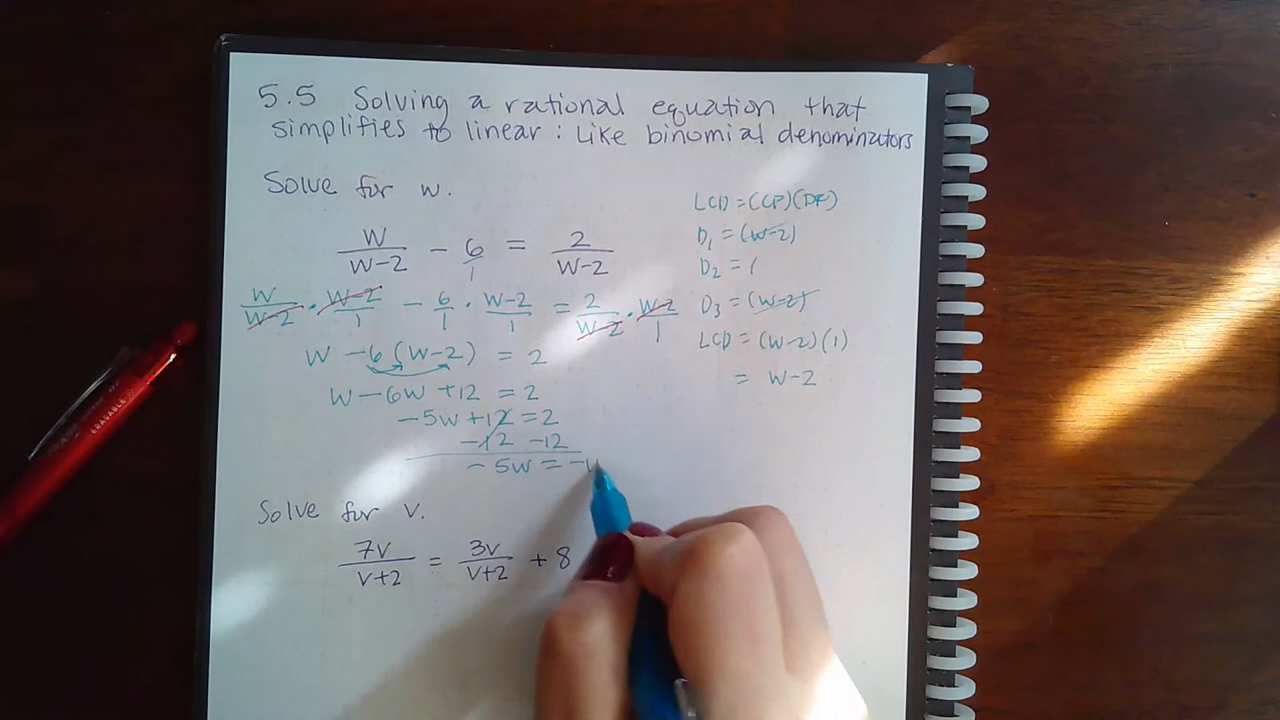 5.5 Solving a rational equation that
simplifies to linear : Like binomial denominators
Solve for w.
w/(w-2) - 6/1 = 2/(w-2)
w/(w-2) · (w-2)/1 - 6/1 · (w-2)/1 = 2/(w-2) · (w-2)/1
w - 6(w-2) = 2
w - 6w + 12 = 2
-5w + 12 = 2
-12 -12
-5w = -1
LCD = (CF)(DF)
D₁ = (w-2)
D₂ = 1
D₃ = (w-2)
LCD = (w-2)(1)
= w-2
Solve for v.
7v/(v+2) = 3v/(v+2) + 8
ERASABLE